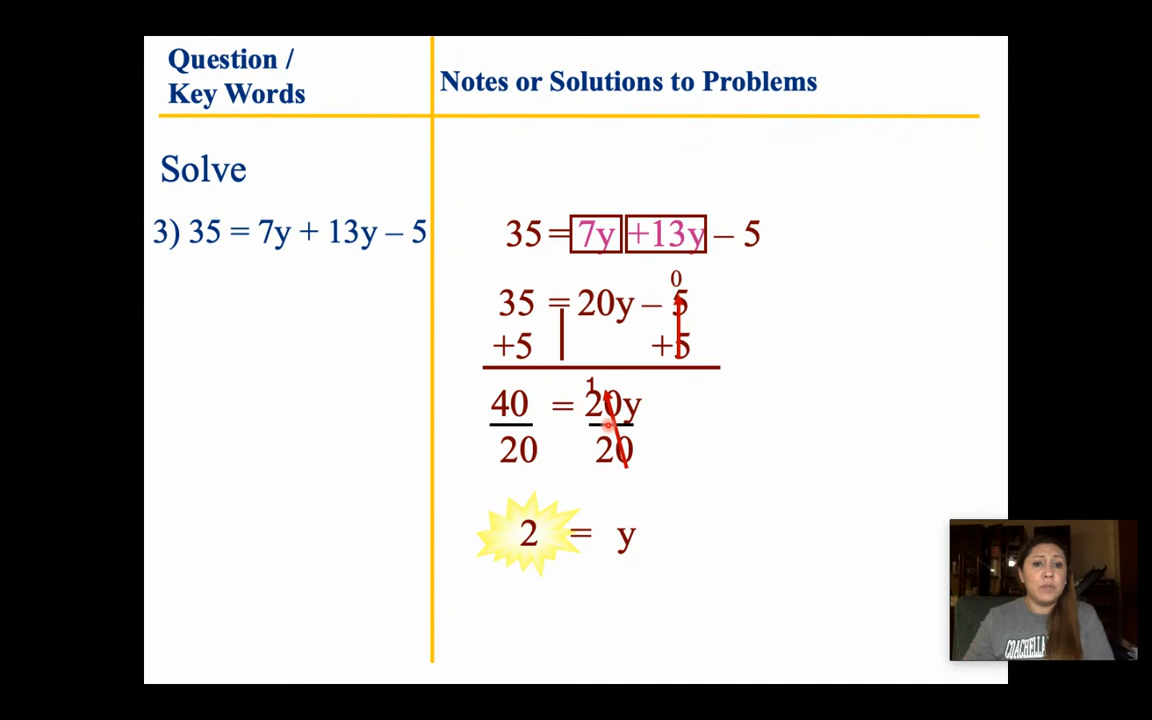 Question /
Key Words
Notes or Solutions to Problems
Solve
3) 35 = 7y + 13y – 5
35 = 7y +13y – 5
0
35 = 20y – 5
+5 +5
1
40 = 20y
20 20
2 = y
COACHELLA